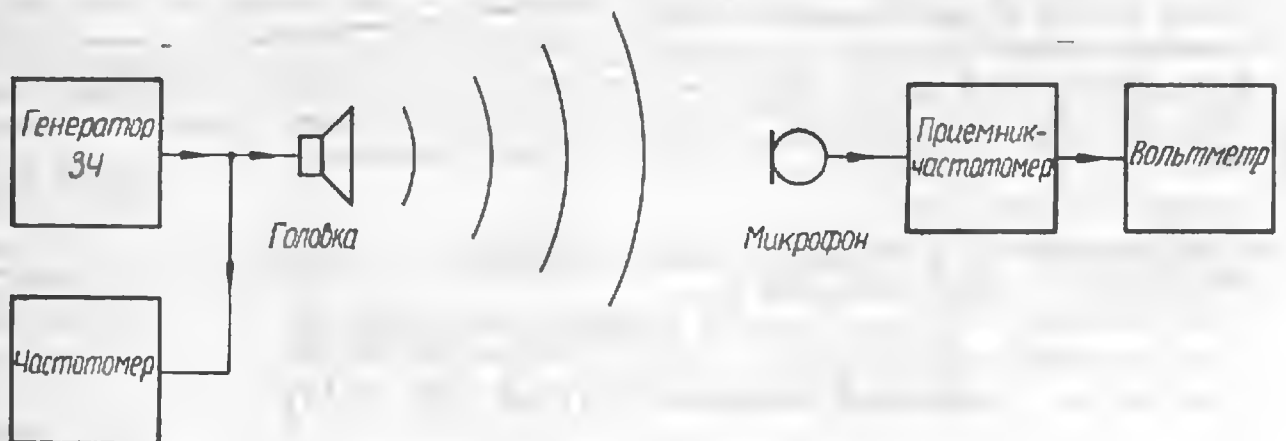 Генератор
ЗЧ
Головка
Частотомер
Микрофон
Приемник-
частотомер
Вольтметр